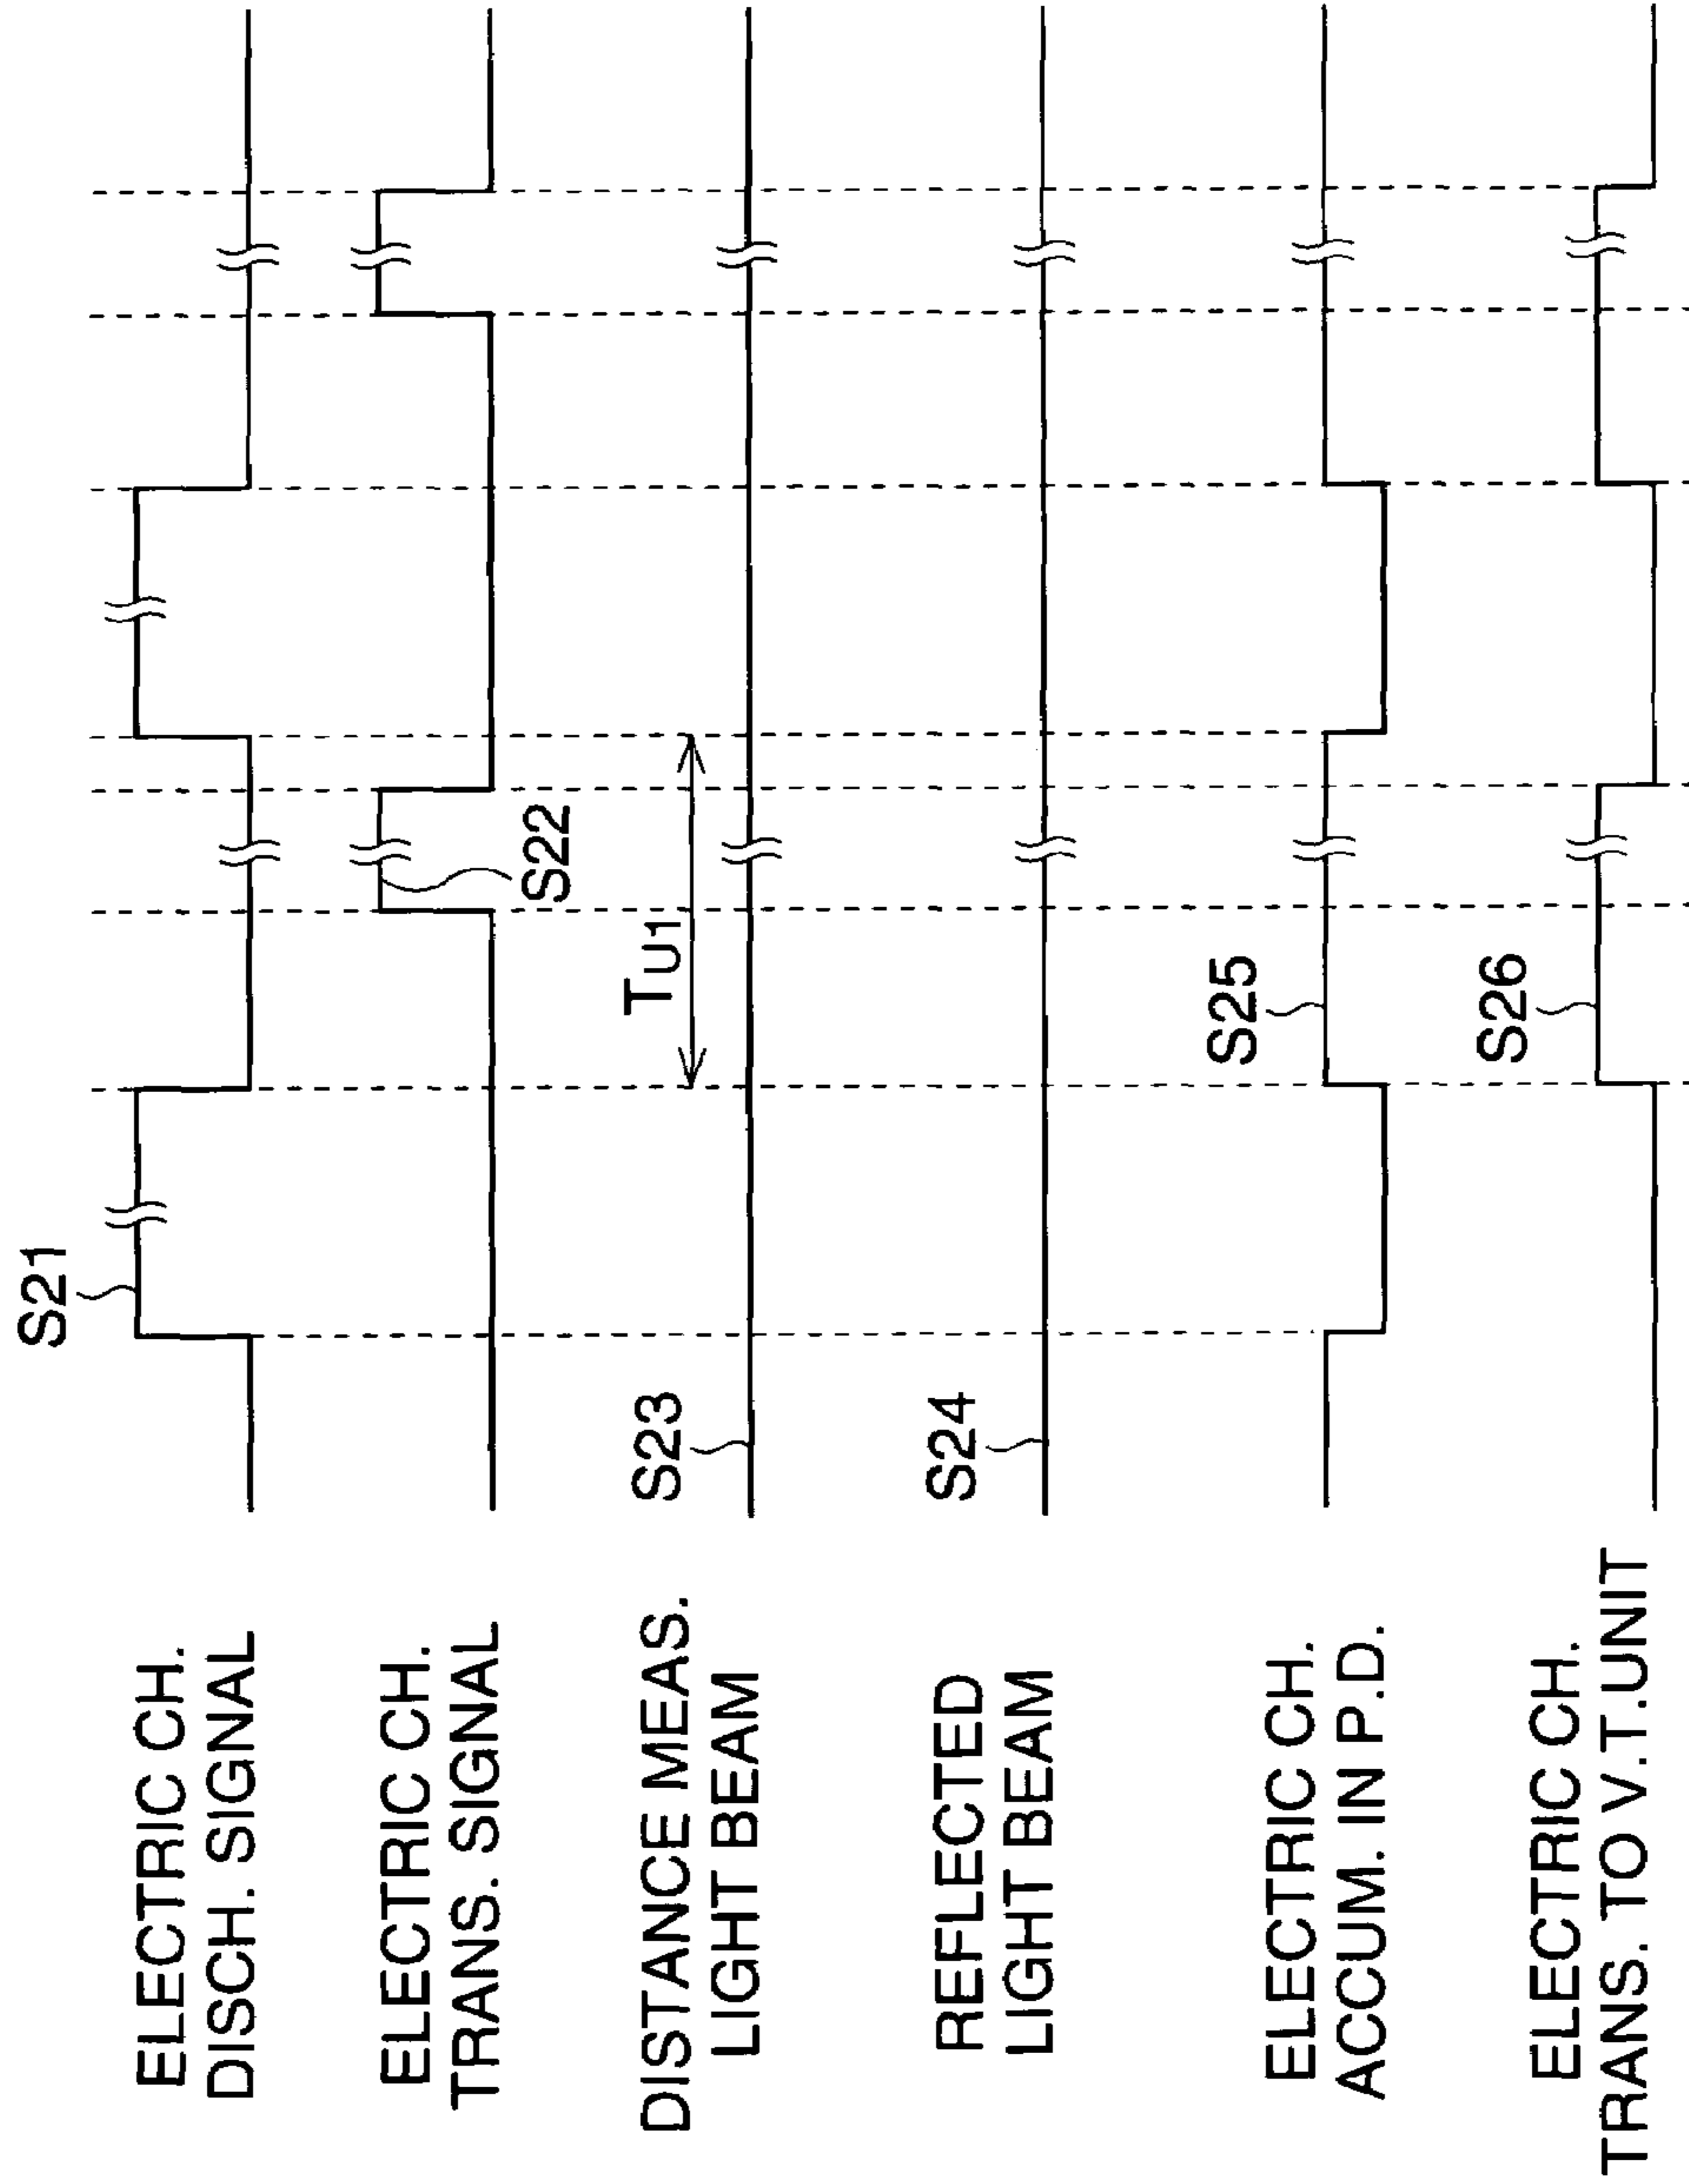 ELECTRIC CH.
DISCH. SIGNAL
S21
ELECTRIC CH.
TRANS. SIGNAL
S22
TU1
DISTANCE MEAS.
LIGHT BEAM
S23
REFLECTED
LIGHT BEAM
S24
ELECTRIC CH.
ACCUM. IN P.D.
S25
ELECTRIC CH.
TRANS. TO V.T.UNIT
S26